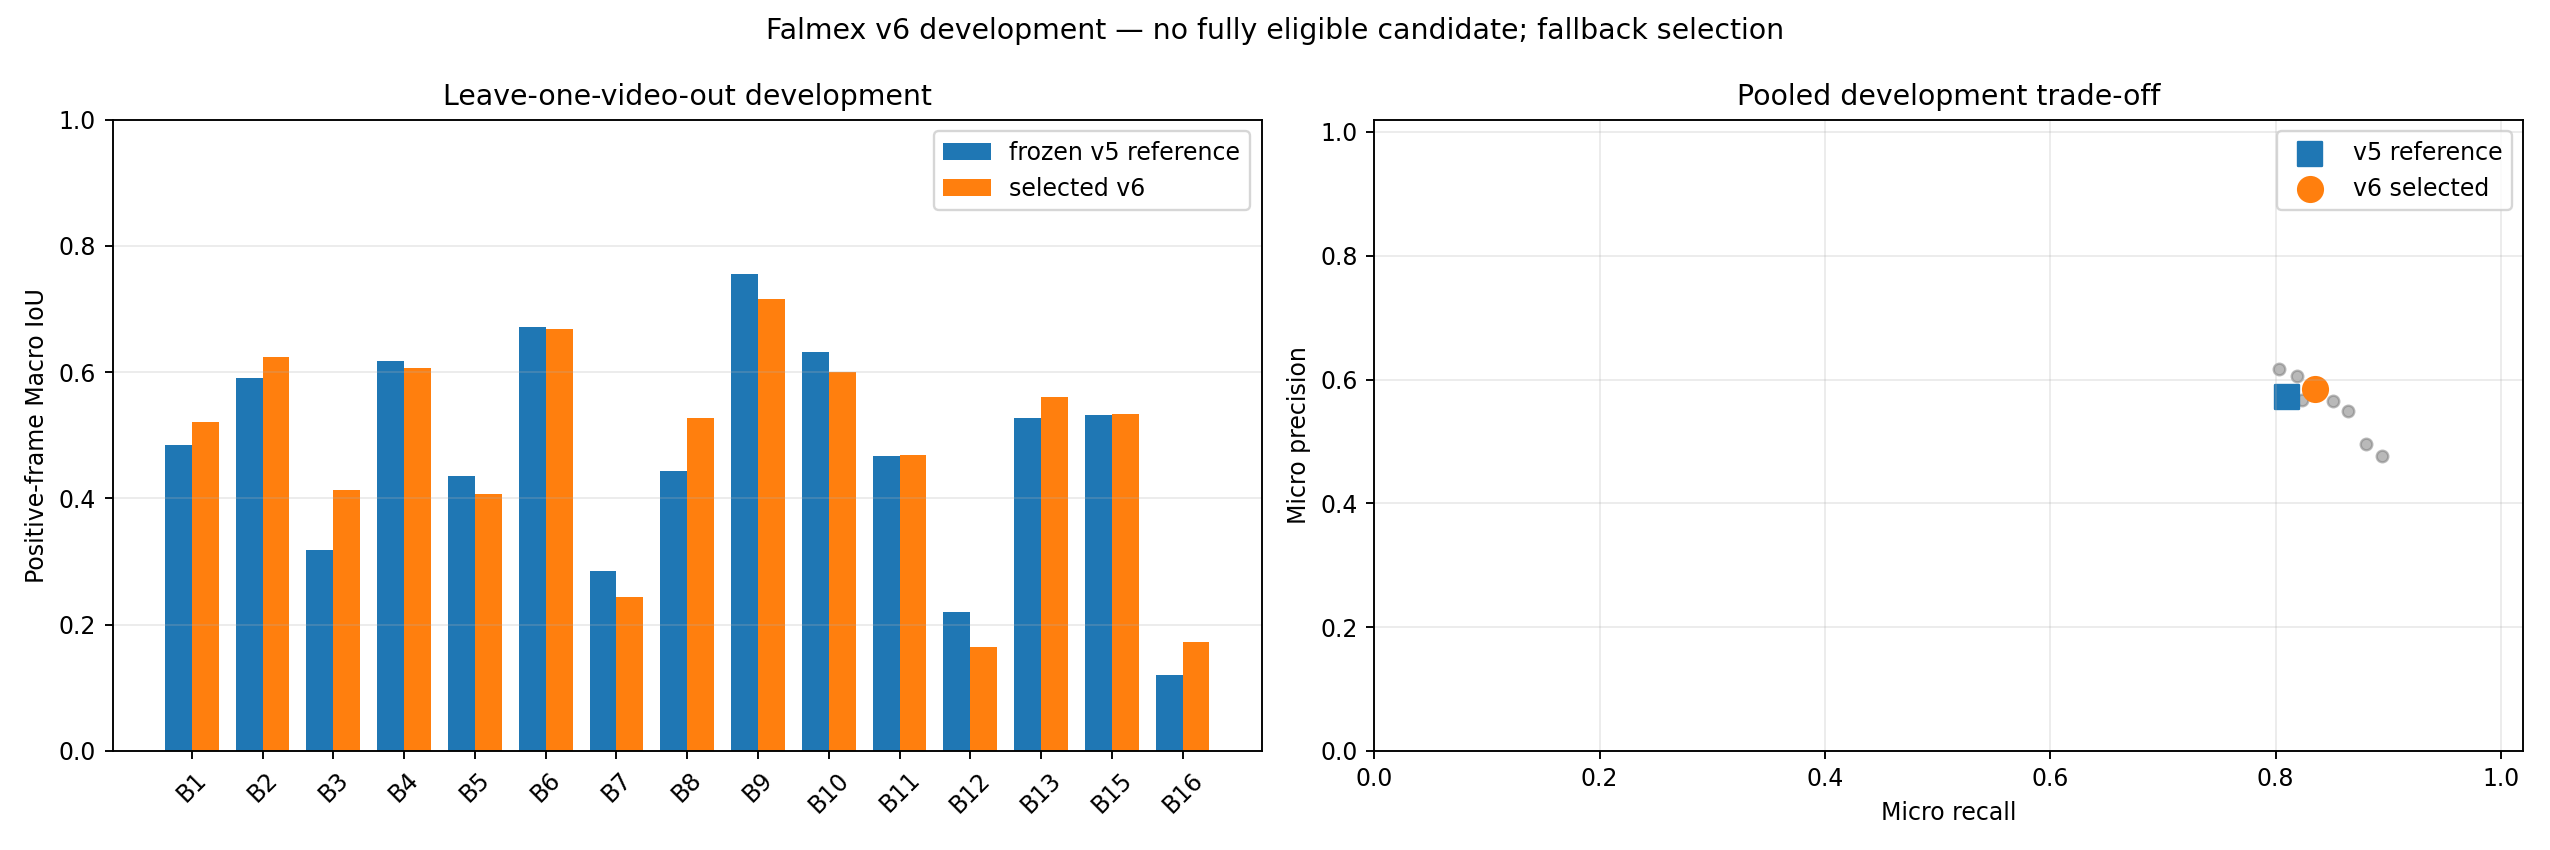 Falmex v6 development — no fully eligible candidate; fallback selection
Leave-one-video-out development
Positive-frame Macro IoU
1.0
0.8
0.6
0.4
0.2
0.0
frozen v5 reference
selected v6
B1
B2
B3
B4
B5
B6
B7
B8
B9
B10
B11
B12
B13
B15
B16
Pooled development trade-off
Micro precision
1.0
0.8
0.6
0.4
0.2
0.0
v5 reference
v6 selected
0.0
0.2
0.4
0.6
0.8
1.0
Micro recall